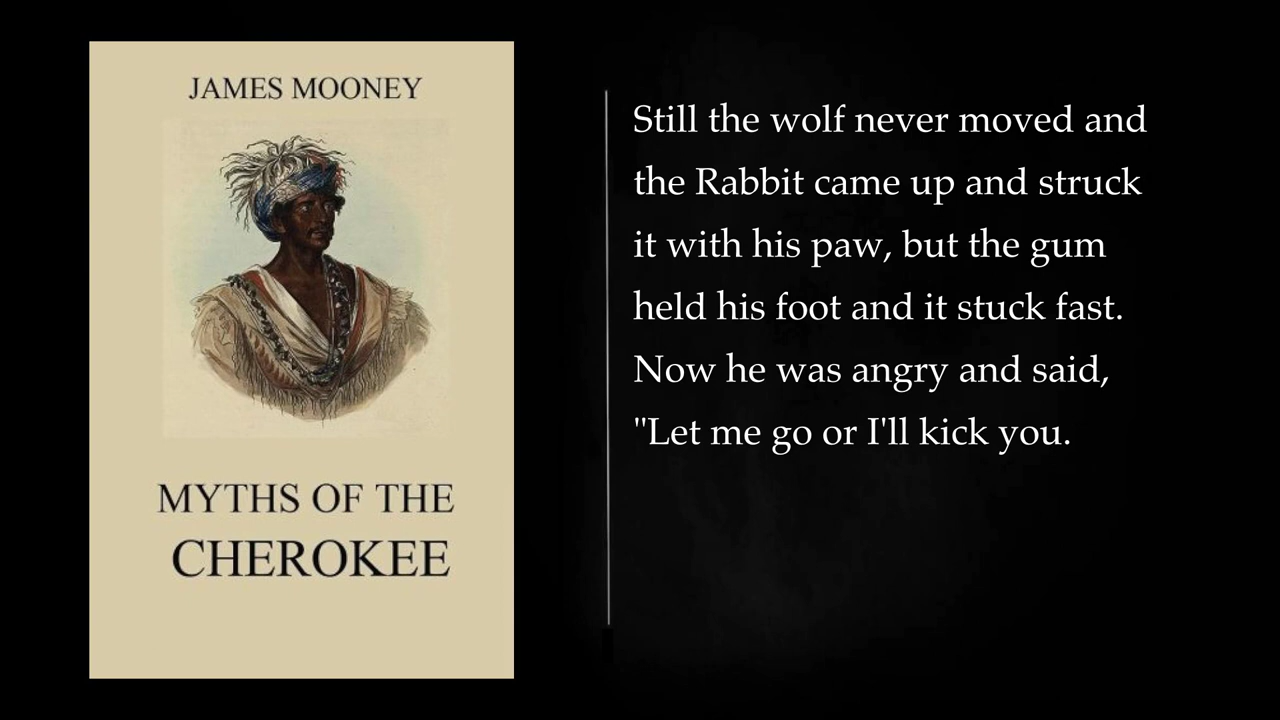 JAMES MOONEY
MYTHS OF THE
CHEROKEE
Still the wolf never moved and
the Rabbit came up and struck
it with his paw, but the gum
held his foot and it stuck fast.
Now he was angry and said,
"Let me go or I'll kick you.